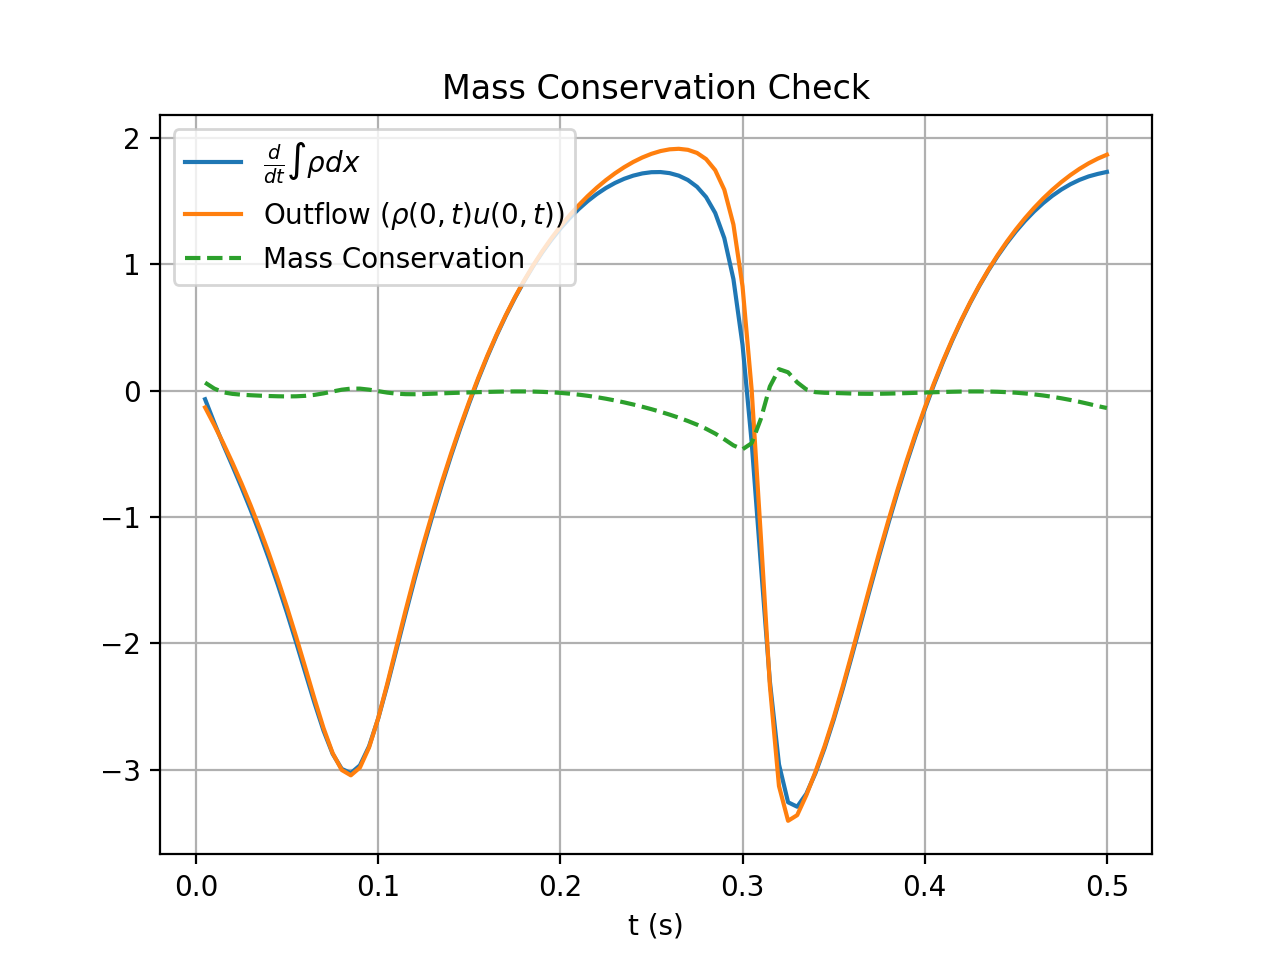 Mass Conservation Check
d/dt ∫ρdx
Outflow (ρ(0, t)u(0, t))
Mass Conservation
2
1
0
−1
−2
−3
0.0 0.1 0.2 0.3 0.4 0.5
t (s)